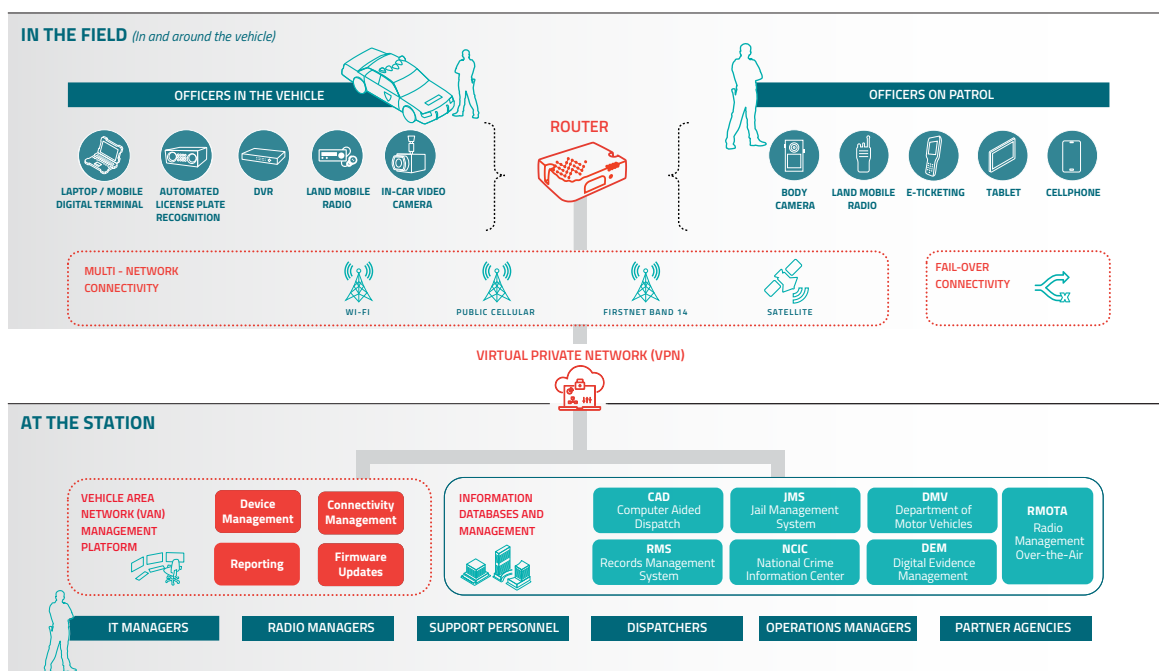 IN THE FIELD (In and around the vehicle)
OFFICERS IN THE VEHICLE
OFFICERS ON PATROL
ROUTER
LAPTOP / MOBILE
DIGITAL TERMINAL
AUTOMATED
LICENSE PLATE
RECOGNITION
DVR
LAND MOBILE
RADIO
IN-CAR VIDEO
CAMERA
BODY
CAMERA
LAND MOBILE
RADIO
E-TICKETING
TABLET
CELLPHONE
MULTI - NETWORK
CONNECTIVITY
WI-FI
PUBLIC CELLULAR
FIRSTNET BAND 14
SATELLITE
FAIL-OVER
CONNECTIVITY
VIRTUAL PRIVATE NETWORK (VPN)
AT THE STATION
VEHICLE AREA
NETWORK (VAN)
MANAGEMENT
PLATFORM
Device
Management
Connectivity
Management
Reporting
Firmware
Updates
INFORMATION
DATABASES AND
MANAGEMENT
CAD
Computer Aided
Dispatch
JMS
Jail Management
System
DMV
Department of
Motor Vehicles
RMS
Records Management
System
NCIC
National Crime
Information Center
DEM
Digital Evidence
Management
RMOTA
Radio
Management
Over-the-Air
IT MANAGERS
RADIO MANAGERS
SUPPORT PERSONNEL
DISPATCHERS
OPERATIONS MANAGERS
PARTNER AGENCIES